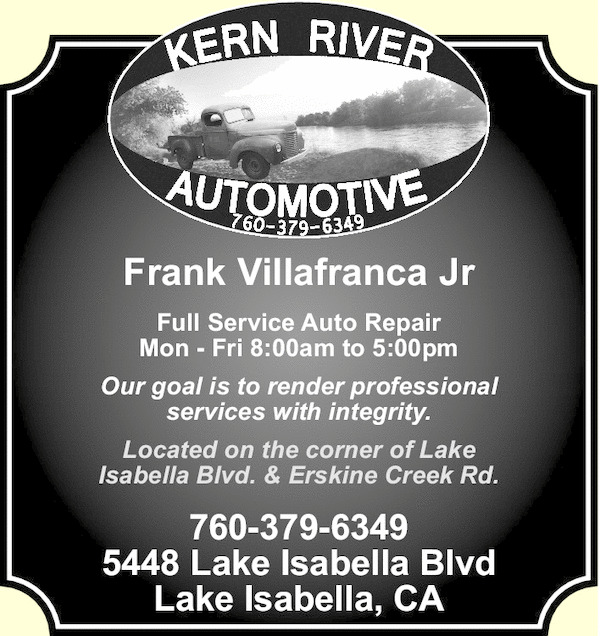 KERN RIVER
AUTOMOTIVE
760-379-6349
Frank Villafranca Jr
Full Service Auto Repair
Mon - Fri 8:00am to 5:00pm
Our goal is to render professional
services with integrity.
Located on the corner of Lake
Isabella Blvd. & Erskine Creek Rd.
760-379-6349
5448 Lake Isabella Blvd
Lake Isabella, CA